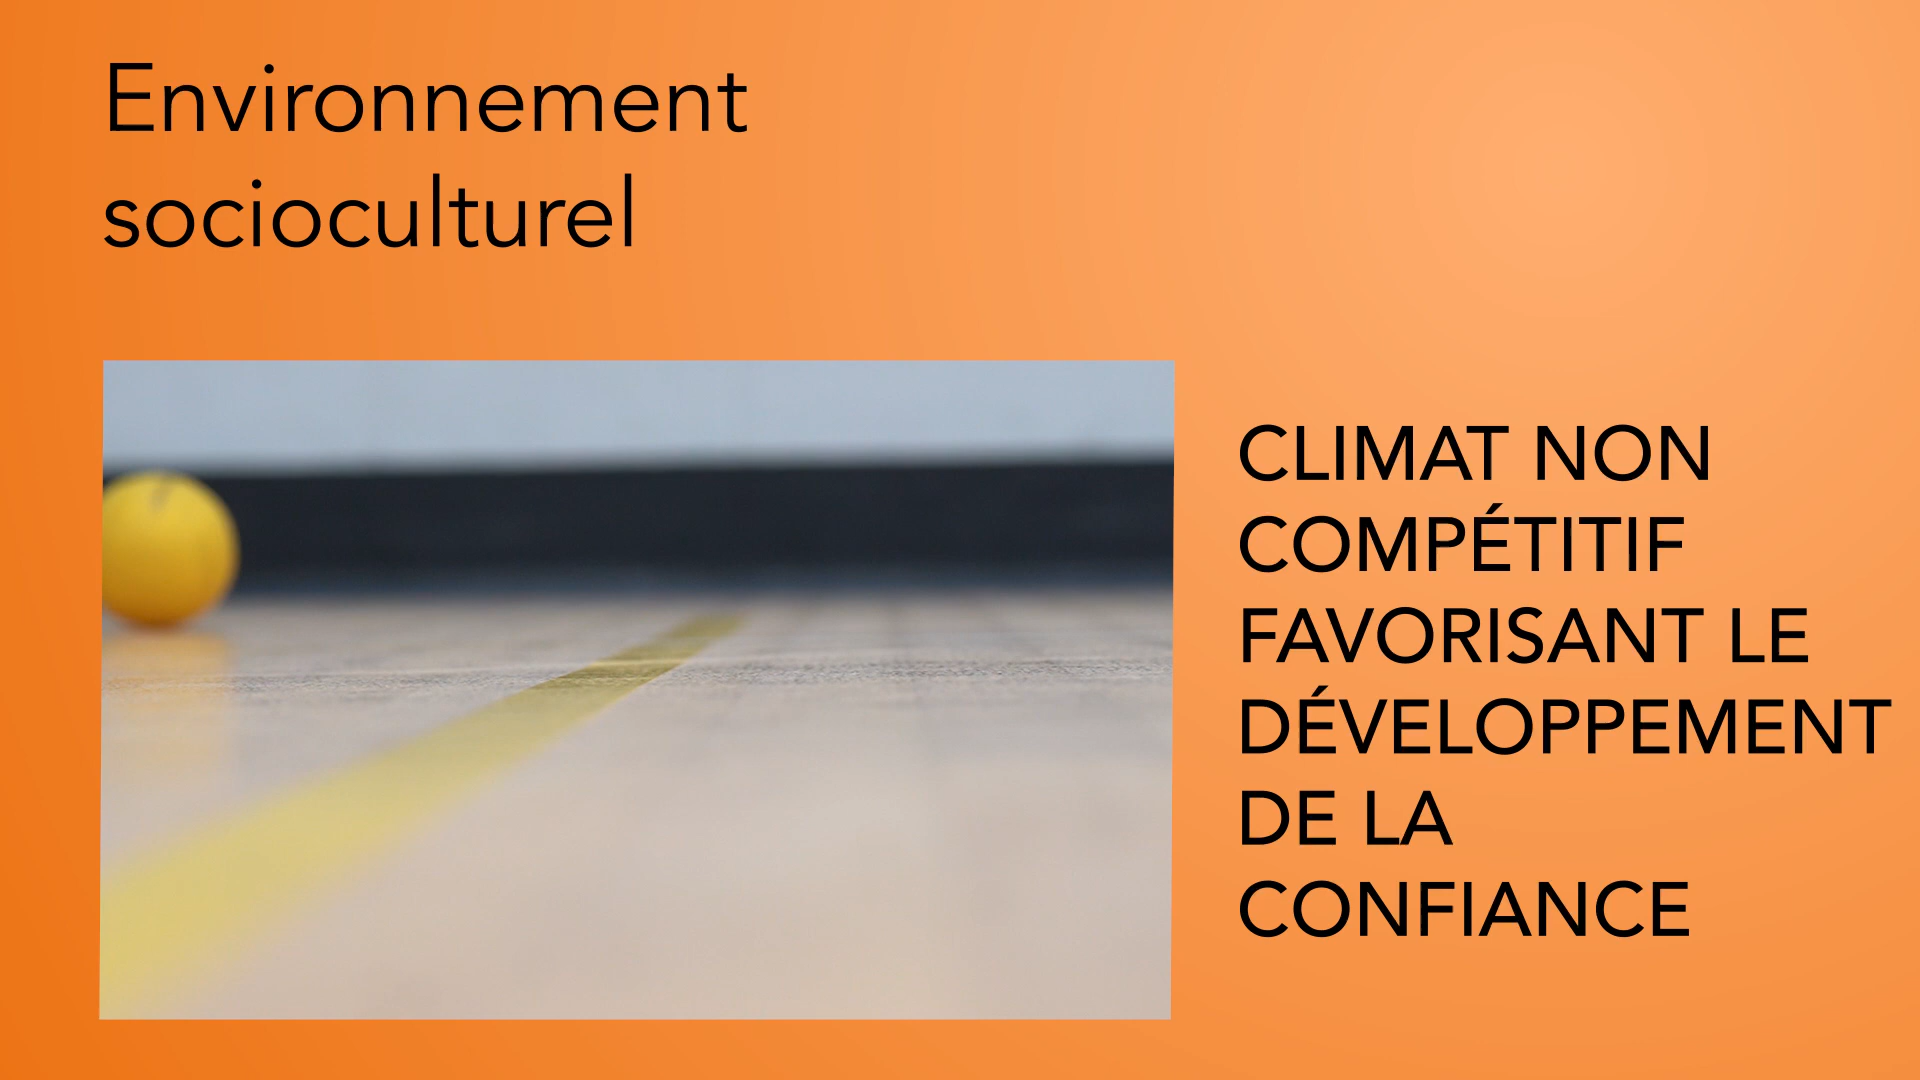 Environnement
socioculturel
CLIMAT NON
COMPÉTITIF
FAVORISANT LE
DÉVELOPPEMENT
DE LA
CONFIANCE